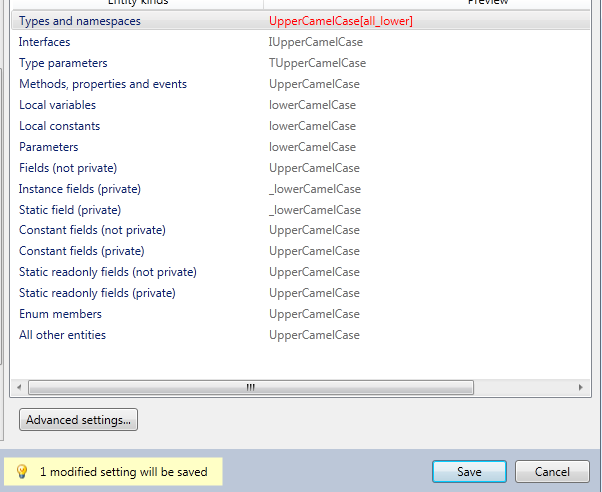 Entity kinds Preview
Types and namespaces UpperCamelCase[all_lower]
Interfaces IUpperCamelCase
Type parameters TUpperCamelCase
Methods, properties and events UpperCamelCase
Local variables lowerCamelCase
Local constants lowerCamelCase
Parameters lowerCamelCase
Fields (not private) UpperCamelCase
Instance fields (private) _lowerCamelCase
Static field (private) _lowerCamelCase
Constant fields (not private) UpperCamelCase
Constant fields (private) UpperCamelCase
Static readonly fields (not private) UpperCamelCase
Static readonly fields (private) UpperCamelCase
Enum members UpperCamelCase
All other entities UpperCamelCase
Advanced settings...
1 modified setting will be saved Save Cancel